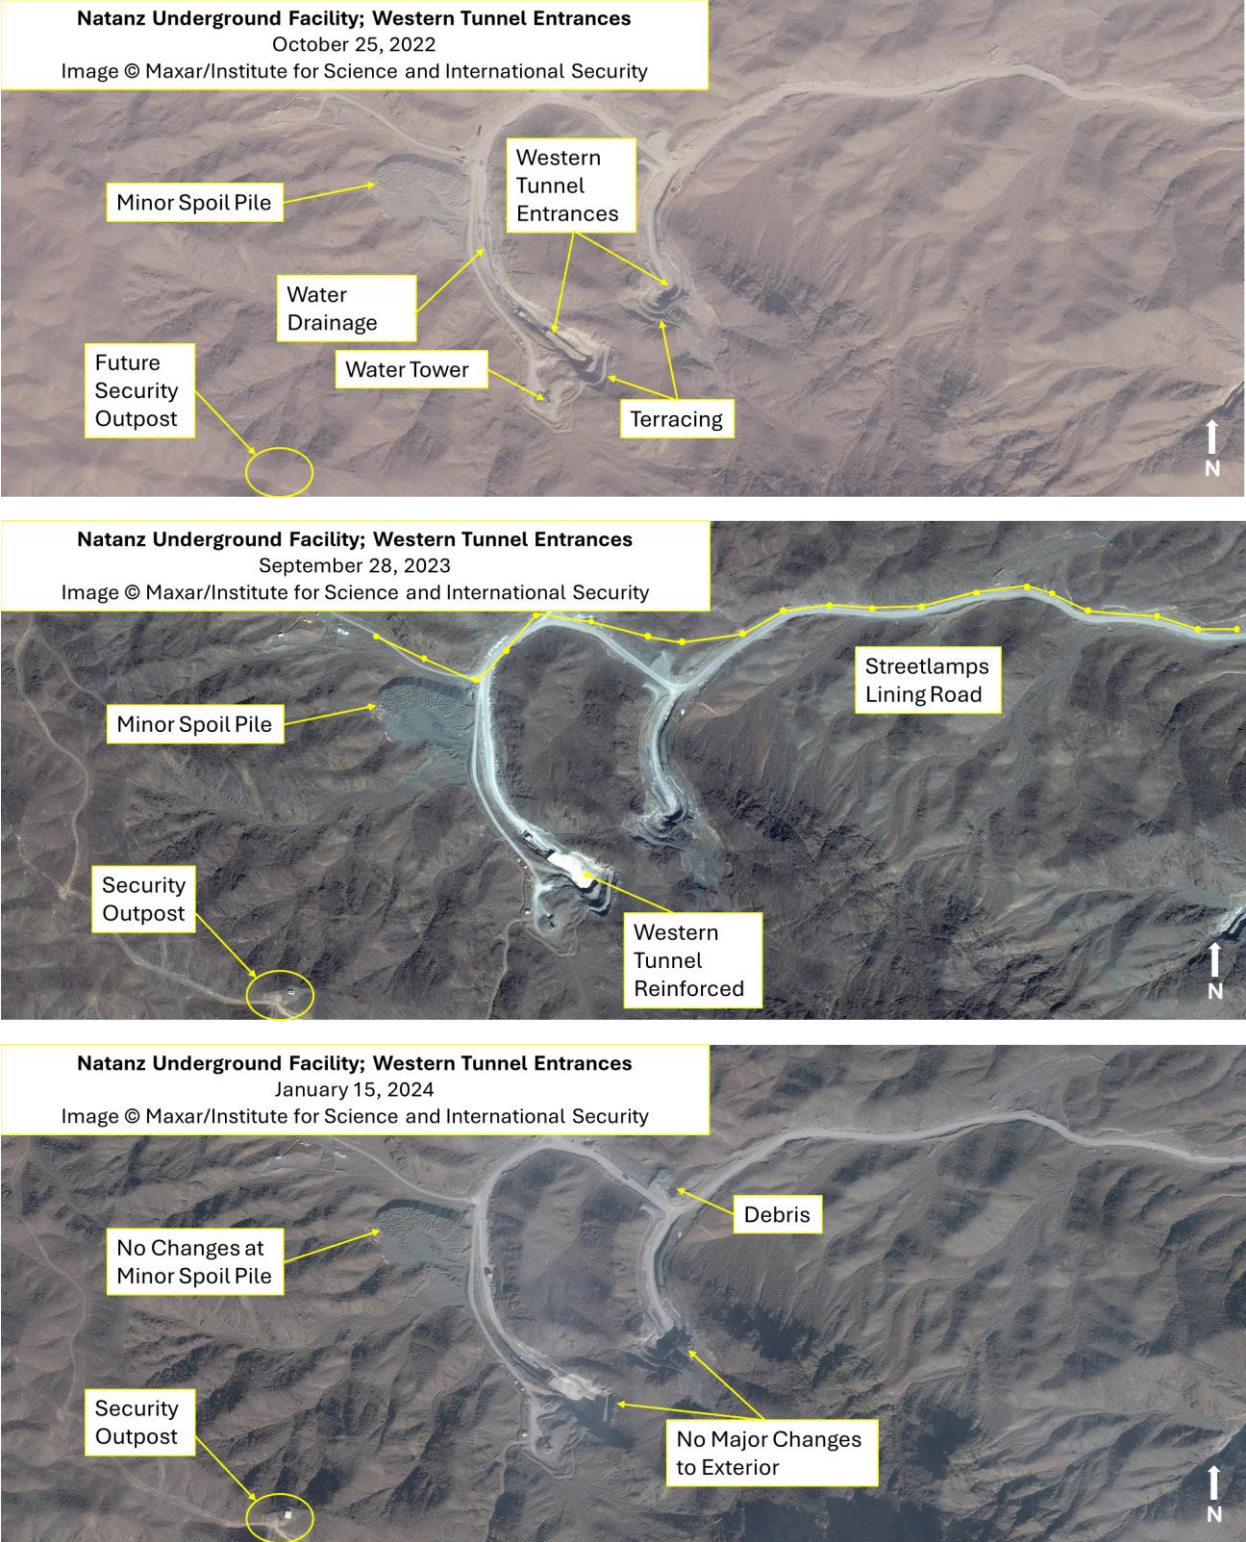 Natanz Underground Facility; Western Tunnel Entrances
October 25, 2022
Image © Maxar/Institute for Science and International Security
Western
Tunnel
Entrances
Minor Spoil Pile
Water
Drainage
Future
Security
Outpost
Water Tower
Terracing
N
Natanz Underground Facility; Western Tunnel Entrances
September 28, 2023
Image © Maxar/Institute for Science and International Security
Streetlamps
Lining Road
Minor Spoil Pile
Security
Outpost
Western
Tunnel
Reinforced
N
Natanz Underground Facility; Western Tunnel Entrances
January 15, 2024
Image © Maxar/Institute for Science and International Security
Debris
No Changes at
Minor Spoil Pile
Security
Outpost
No Major Changes
to Exterior
N